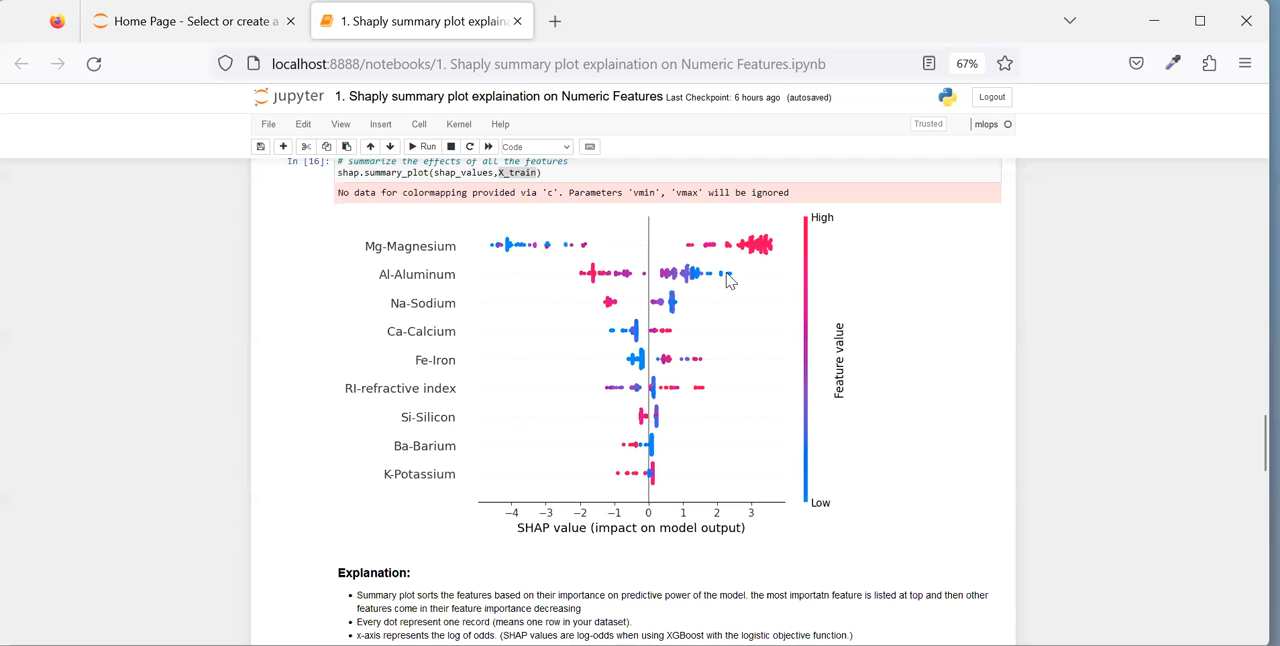 Home Page - Select or create a
1. Shaply summary plot explain
67%
localhost:8888/notebooks/1. Shaply summary plot explaination on Numeric Features.ipynb
jupyter 1. Shaply summary plot explaination on Numeric Features Last Checkpoint: 6 hours ago (autosaved)
Logout
File Edit View Insert Cell Kernel Help
Trusted
mlops
Run
Code
In [16]: # summarize the effects of all the features
shap.summary_plot(shap_values,X_train)
No data for colormapping provided via 'c'. Parameters 'vmin', 'vmax' will be ignored
High
Mg-Magnesium
Al-Aluminum
Na-Sodium
Ca-Calcium
Fe-Iron
RI-refractive index
Si-Silicon
Ba-Barium
K-Potassium
Feature value
Low
−4 −3 −2 −1 0 1 2 3
SHAP value (impact on model output)
Explanation:
• Summary plot sorts the features based on their importance on predictive power of the model. the most importatn feature is listed at top and then other
features come in their feature importance decreasing
• Every dot represent one record (means one row in your dataset).
• x-axis represents the log of odds. (SHAP values are log-odds when using XGBoost with the logistic objective function.)